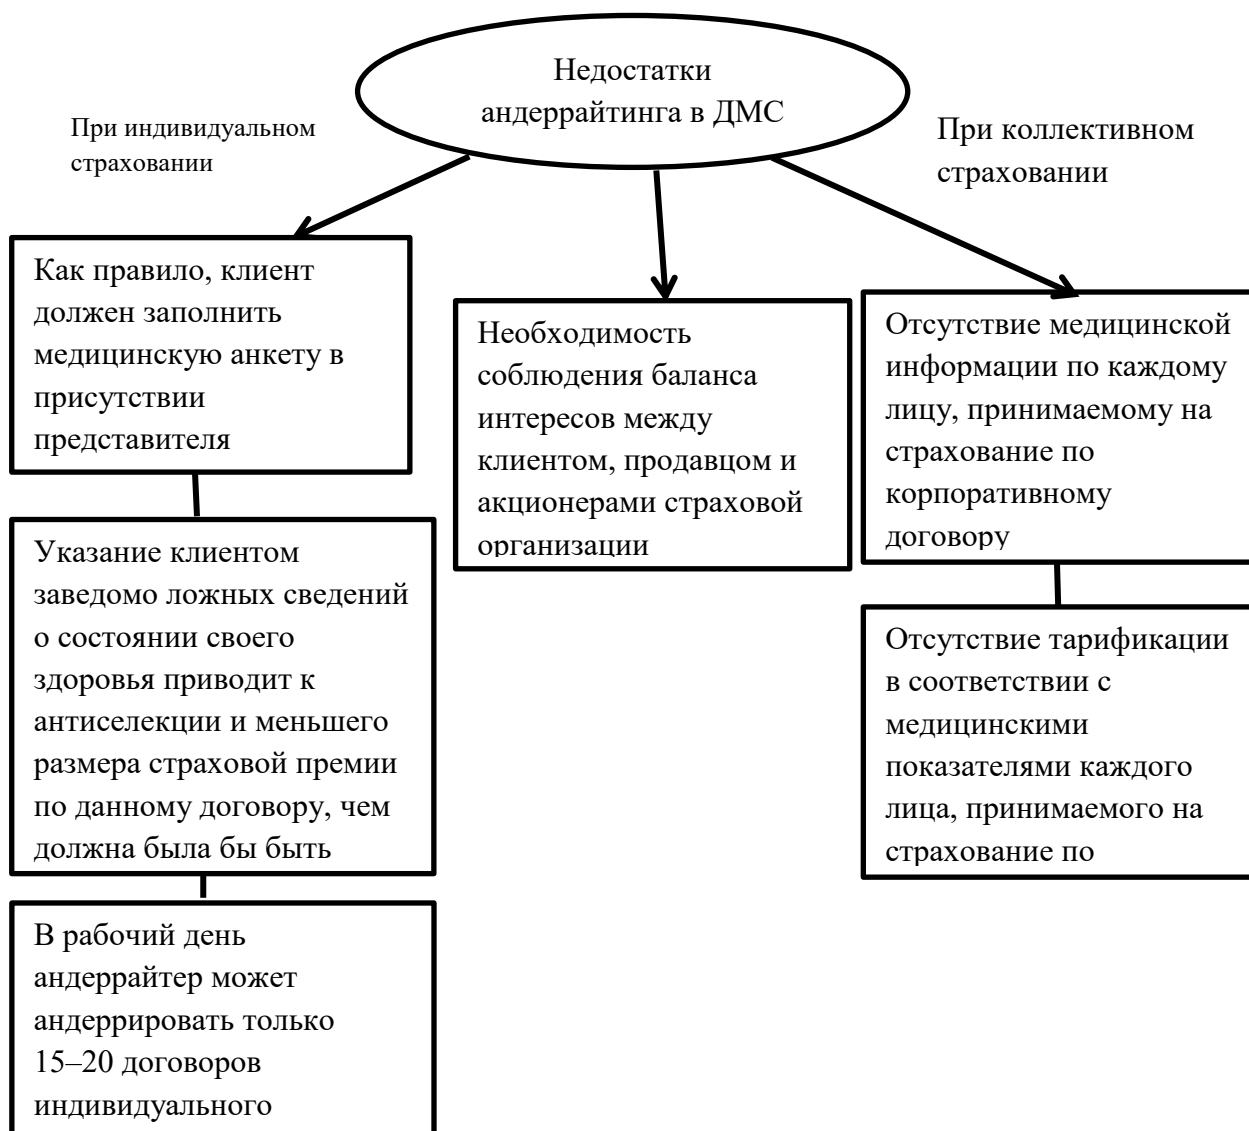 Недостатки
андеррайтинга в ДМС
При индивидуальном
страховании
При коллективном
страховании
Как правило, клиент
должен заполнить
медицинскую анкету в
присутствии
представителя
Указание клиентом
заведомо ложных сведений
о состоянии своего
здоровья приводит к
антиселекции и меньшего
размера страховой премии
по данному договору, чем
должна была бы быть
В рабочий день
андеррайтер может
андеррировать только
15–20 договоров
индивидуального
Необходимость
соблюдения баланса
интересов между
клиентом, продавцом и
акционерами страховой
организации
Отсутствие медицинской
информации по каждому
лицу, принимаемому на
страхование по
корпоративному
договору
Отсутствие тарификации
в соответствии с
медицинскими
показателями каждого
лица, принимаемого на
страхование по